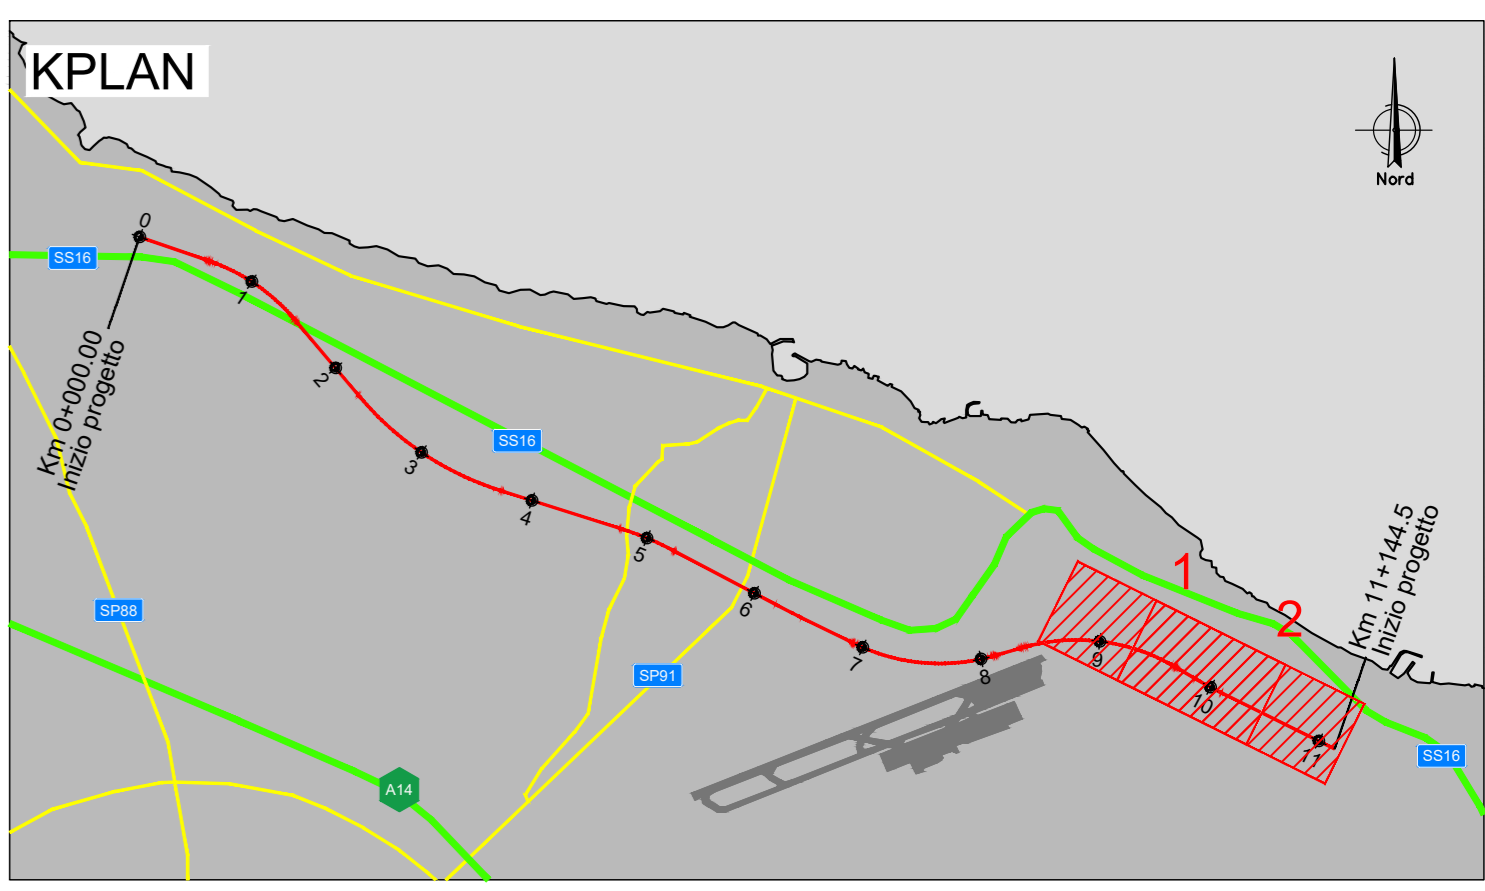 KPLAN
Nord
0
SS16
1
Km 0+000.00
Inizio progetto
2
3
SS16
4
5
6
7
8
9
10
11
1
2
Km 11+144.5
Inizio progetto
SP88
SP91
A14
SS16